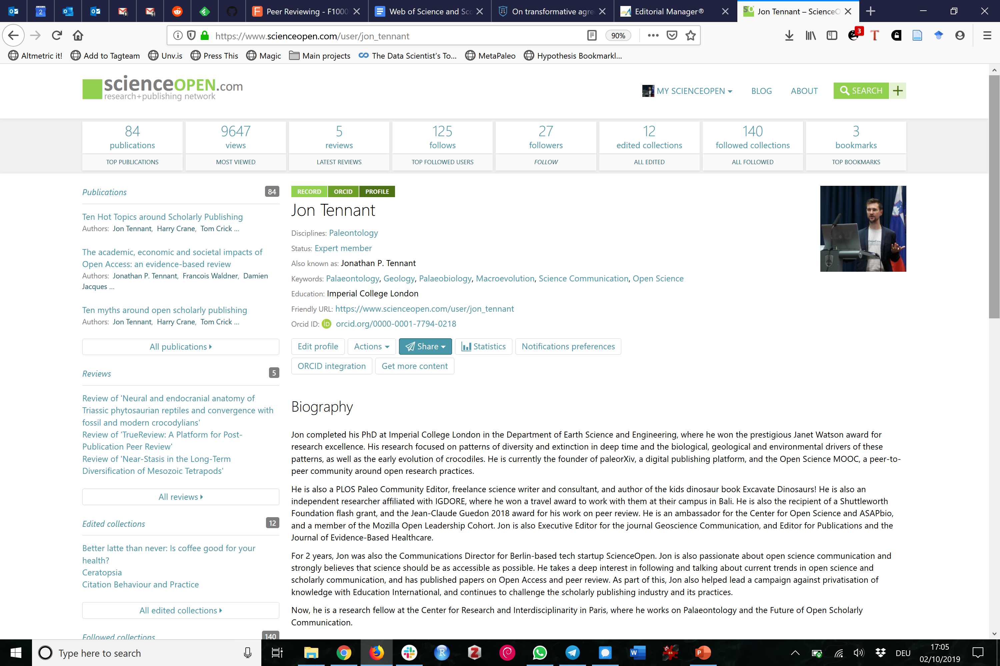 2
Peer Reviewing - F1000
Web of Science and Sco
On transformative agre
Editorial Manager®
Jon Tennant – ScienceO
https://www.scienceopen.com/user/jon_tennant
90%
3
Altmetric it!
Add to Tagteam
Unv.is
Press This
Magic
Main projects
The Data Scientist's To...
MetaPaleo
Hypothesis Bookmarkl...
scienceOPEN.com
research+publishing network
MY SCIENCEOPEN
BLOG
ABOUT
SEARCH
84
publications
TOP PUBLICATIONS
9647
views
MOST VIEWED
5
reviews
LATEST REVIEWS
125
follows
TOP FOLLOWED USERS
27
followers
FOLLOW
12
edited collections
ALL EDITED
140
followed collections
ALL FOLLOWED
3
bookmarks
TOP BOOKMARKS
Publications 84
Ten Hot Topics around Scholarly Publishing
Authors: Jon Tennant, Harry Crane, Tom Crick ...
The academic, economic and societal impacts of
Open Access: an evidence-based review
Authors: Jonathan P. Tennant, Francois Waldner, Damien
Jacques ...
Ten myths around open scholarly publishing
Authors: Jon Tennant, Harry Crane, Tom Crick ...
All publications
Reviews 5
Review of 'Neural and endocranial anatomy of
Triassic phytosaurian reptiles and convergence with
fossil and modern crocodylians'
Review of 'TrueReview: A Platform for Post-
Publication Peer Review'
Review of 'Near-Stasis in the Long-Term
Diversification of Mesozoic Tetrapods'
All reviews
Edited collections 12
Better latte than never: Is coffee good for your
health?
Ceratopsia
Citation Behaviour and Practice
All edited collections
Followed collections 140
RECORD ORCID PROFILE
Jon Tennant
Disciplines: Paleontology
Status: Expert member
Also known as: Jonathan P. Tennant
Keywords: Palaeontology, Geology, Palaeobiology, Macroevolution, Science Communication, Open Science
Education: Imperial College London
Friendly URL: https://www.scienceopen.com/user/jon_tennant
Orcid ID: iD orcid.org/0000-0001-7794-0218
Edit profile
Actions
Share
Statistics
Notifications preferences
ORCID integration
Get more content
Biography
Jon completed his PhD at Imperial College London in the Department of Earth Science and Engineering, where he won the prestigious Janet Watson award for
research excellence. His research focused on patterns of diversity and extinction in deep time and the biological, geological and environmental drivers of these
patterns, as well as the early evolution of crocodiles. He is currently the founder of paleorXiv, a digital publishing platform, and the Open Science MOOC, a peer-to-
peer community around open research practices.
He is also a PLOS Paleo Community Editor, freelance science writer and consultant, and author of the kids dinosaur book Excavate Dinosaurs! He is also an
independent researcher affiliated with IGDORE, where he won a travel award to work with them at their campus in Bali. He is also the recipient of a Shuttleworth
Foundation flash grant, and the Jean-Claude Guedon 2018 award for his work on peer review. He is an ambassador for the Center for Open Science and ASAPbio,
and a member of the Mozilla Open Leadership Cohort. Jon is also Executive Editor for the journal Geoscience Communication, and Editor for Publications and the
Journal of Evidence-Based Healthcare.
For 2 years, Jon was also the Communications Director for Berlin-based tech startup ScienceOpen. Jon is also passionate about open science communication and
strongly believes that science should be as accessible as possible. He takes a deep interest in following and talking about current trends in open science and
scholarly communication, and has published papers on Open Access and peer review. As part of this, Jon also helped lead a campaign against privatisation of
knowledge with Education International, and continues to challenge the scholarly publishing industry and its practices.
Now, he is a research fellow at the Center for Research and Interdisciplinarity in Paris, where he works on Palaeontology and the Future of Open Scholarly
Communication.
Type here to search
DEU
17:05
02/10/2019